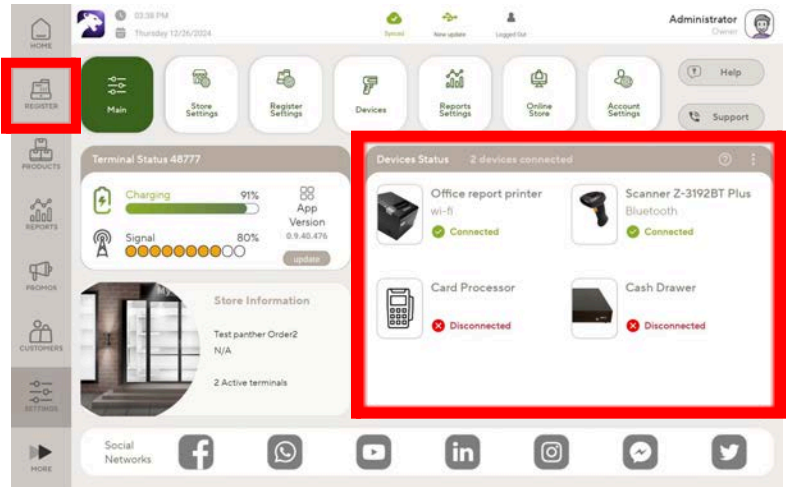 03:38 PM
Thursday 12/26/2024
Synced
New update
Logged Out
Administrator
Owner
HOME
REGISTER
PRODUCTS
REPORTS
PROMOS
CUSTOMERS
SETTINGS
MORE
Main
Store
Settings
Register
Settings
Devices
Reports
Settings
Online
Store
Account
Settings
Help
Support
Terminal Status 48777
Charging 91%
Signal 80%
App
Version
0.9.40.476
update
Devices Status 2 devices connected
Office report printer
wi-fi
Connected
Scanner Z-3192BT Plus
Bluetooth
Connected
Card Processor
Disconnected
Cash Drawer
Disconnected
My
Store Information
Test panther Order2
N/A
2 Active terminals
Social
Networks